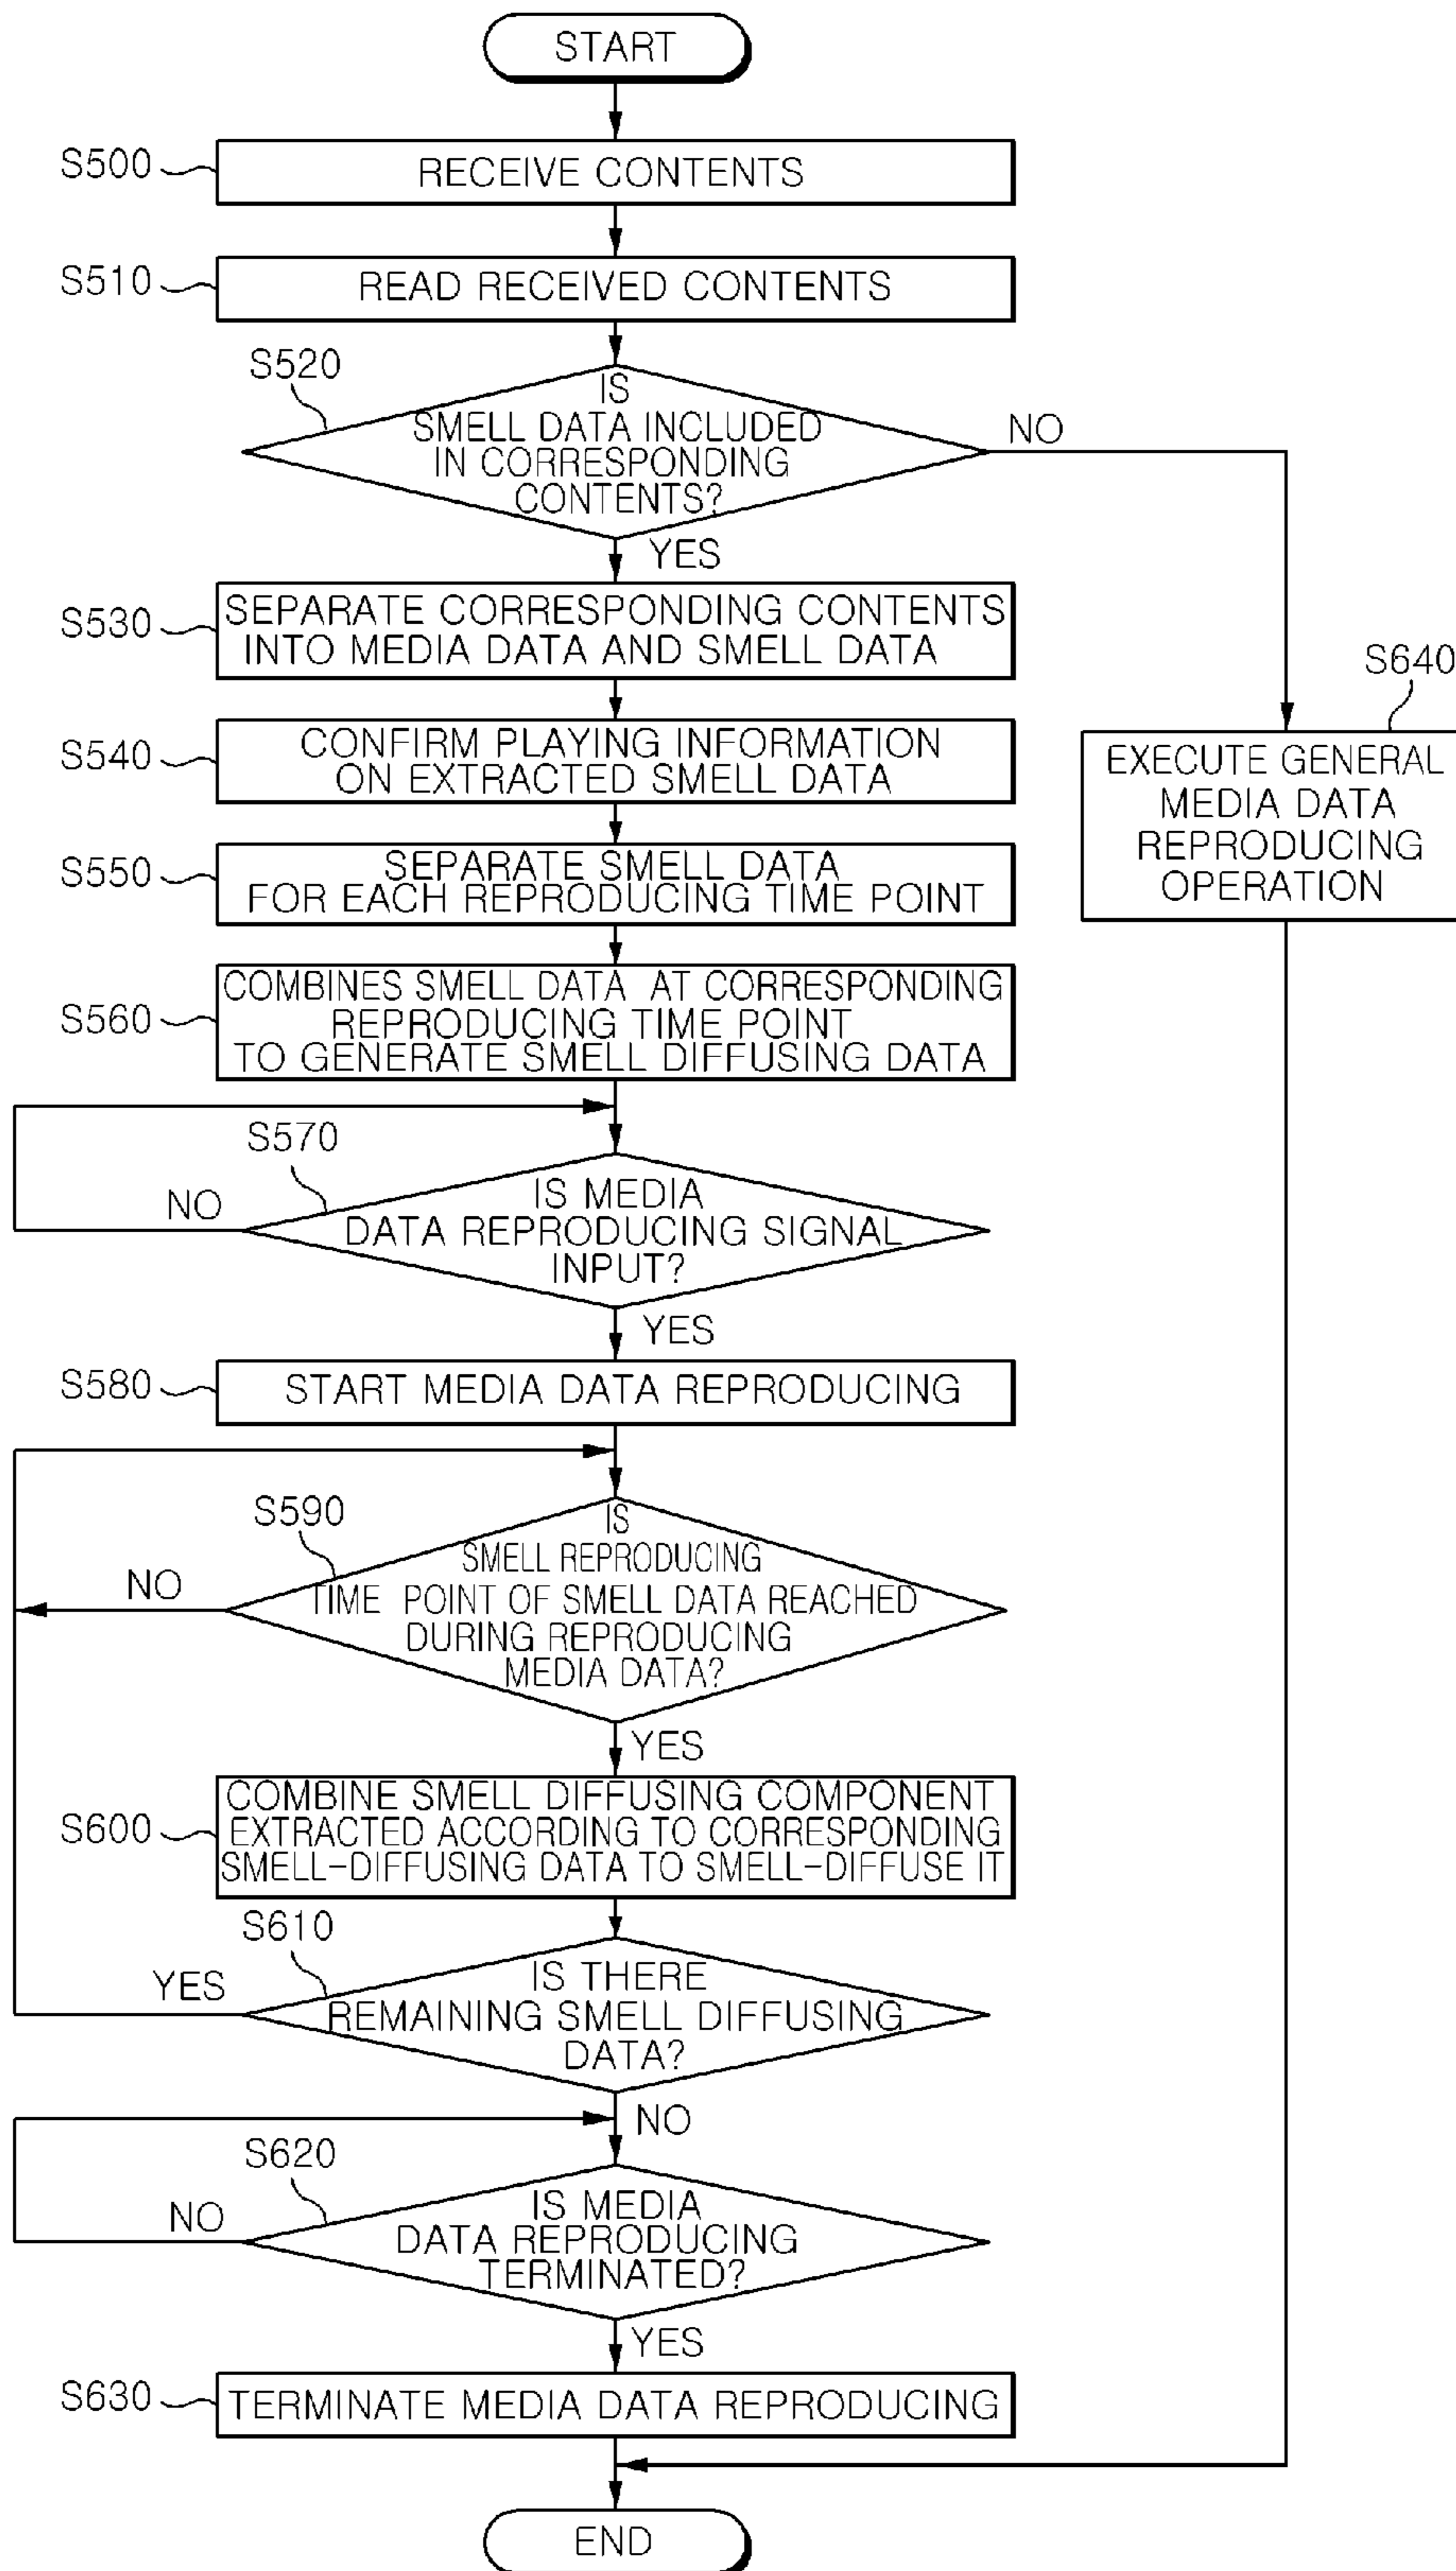 START
S500
RECEIVE CONTENTS
S510
READ RECEIVED CONTENTS
S520
IS
SMELL DATA INCLUDED
IN CORRESPONDING
CONTENTS?
NO
YES
S530
SEPARATE CORRESPONDING CONTENTS
INTO MEDIA DATA AND SMELL DATA
S640
EXECUTE GENERAL
MEDIA DATA
REPRODUCING
OPERATION
S540
CONFIRM PLAYING INFORMATION
ON EXTRACTED SMELL DATA
S550
SEPARATE SMELL DATA
FOR EACH REPRODUCING TIME POINT
S560
COMBINES SMELL DATA AT CORRESPONDING
REPRODUCING TIME POINT
TO GENERATE SMELL DIFFUSING DATA
S570
IS MEDIA
DATA REPRODUCING SIGNAL
INPUT?
NO
YES
S580
START MEDIA DATA REPRODUCING
S590
IS
SMELL REPRODUCING
TIME POINT OF SMELL DATA REACHED
DURING REPRODUCING
MEDIA DATA?
NO
YES
S600
COMBINE SMELL DIFFUSING COMPONENT
EXTRACTED ACCORDING TO CORRESPONDING
SMELL-DIFFUSING DATA TO SMELL-DIFFUSE IT
S610
IS THERE
REMAINING SMELL DIFFUSING
DATA?
YES
NO
S620
IS MEDIA
DATA REPRODUCING
TERMINATED?
NO
YES
S630
TERMINATE MEDIA DATA REPRODUCING
END